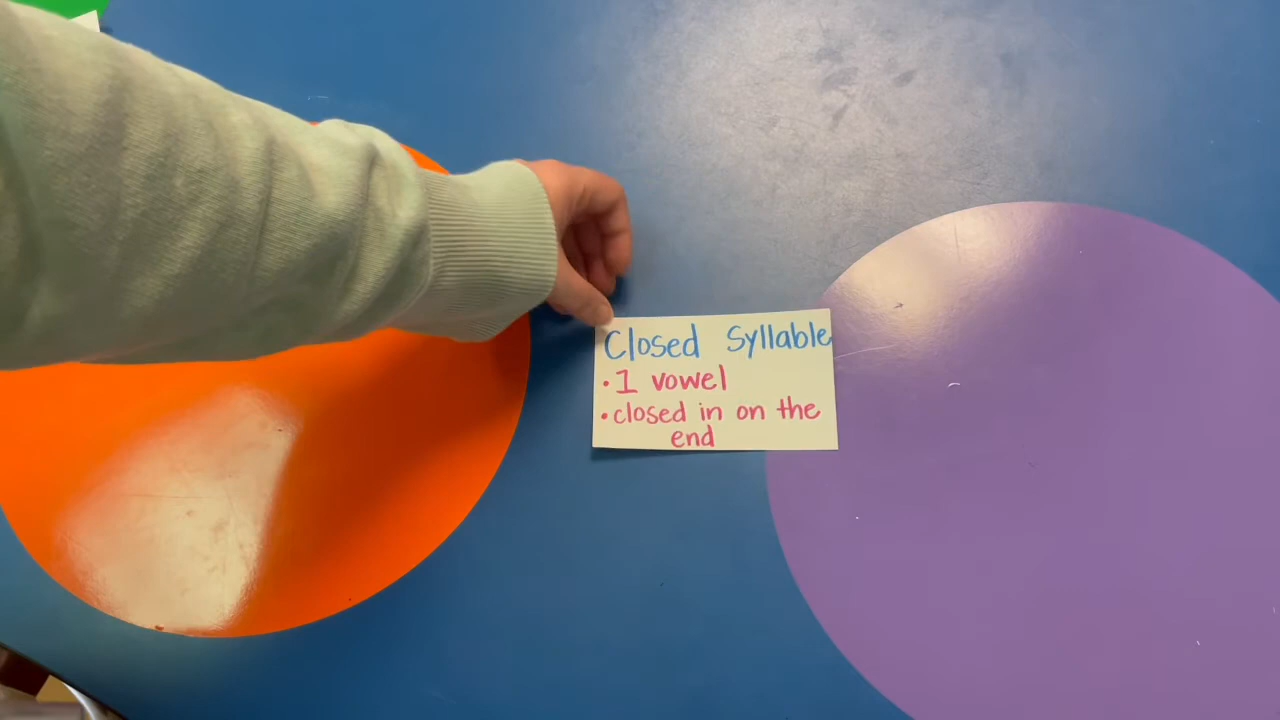 Closed Syllable
• 1 vowel
• closed in on the
end